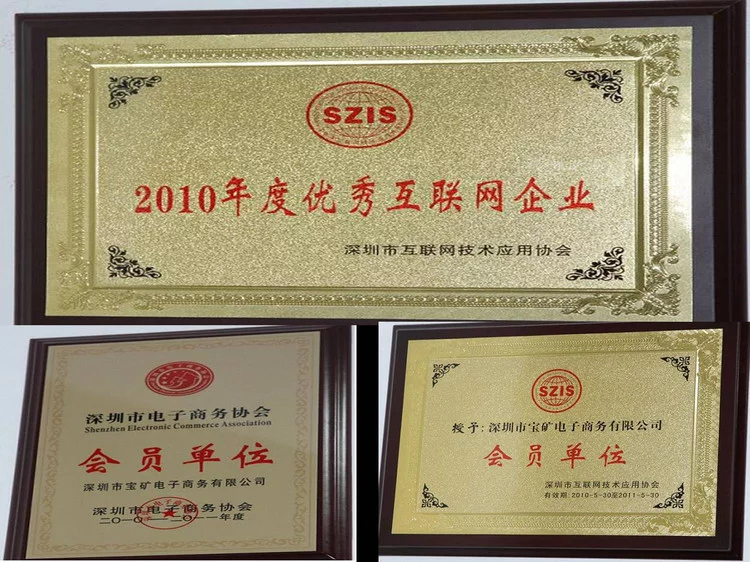 SZIS
2010年度优秀互联网企业
深圳市互联网技术应用协会
深圳市电子商务协会
Shenzhen Electronic Commerce Association
会员单位
深圳市宝矿电子商务有限公司
深圳市电子商务协会
二〇一〇—二〇一一年度
SZIS
授予:深圳市宝矿电子商务有限公司
会员单位
深圳市互联网技术应用协会
有效期:2010-5-30至2011-5-30